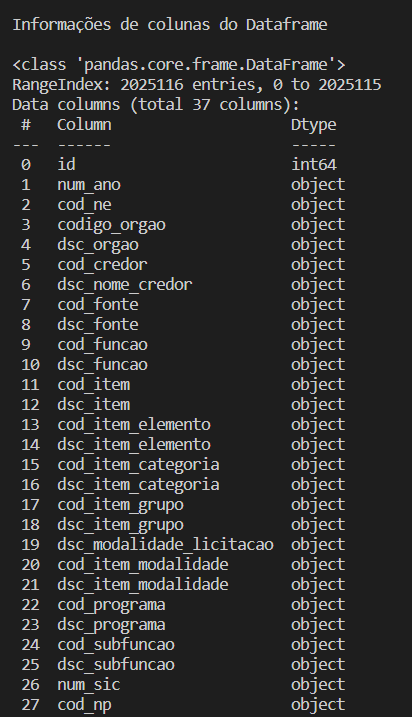 Informações de colunas do Dataframe
<class 'pandas.core.frame.DataFrame'>
RangeIndex: 2025116 entries, 0 to 2025115
Data columns (total 37 columns):
 #   Column                     Dtype
---  ------                     -----
 0   id                         int64
 1   num_ano                    object
 2   cod_ne                     object
 3   codigo_orgao               object
 4   dsc_orgao                  object
 5   cod_credor                 object
 6   dsc_nome_credor            object
 7   cod_fonte                  object
 8   dsc_fonte                  object
 9   cod_funcao                 object
 10  dsc_funcao                 object
 11  cod_item                   object
 12  dsc_item                   object
 13  cod_item_elemento          object
 14  dsc_item_elemento          object
 15  cod_item_categoria         object
 16  dsc_item_categoria         object
 17  cod_item_grupo             object
 18  dsc_item_grupo             object
 19  dsc_modalidade_licitacao   object
 20  cod_item_modalidade        object
 21  dsc_item_modalidade        object
 22  cod_programa               object
 23  dsc_programa               object
 24  cod_subfuncao              object
 25  dsc_subfuncao              object
 26  num_sic                    object
 27  cod_np                     object